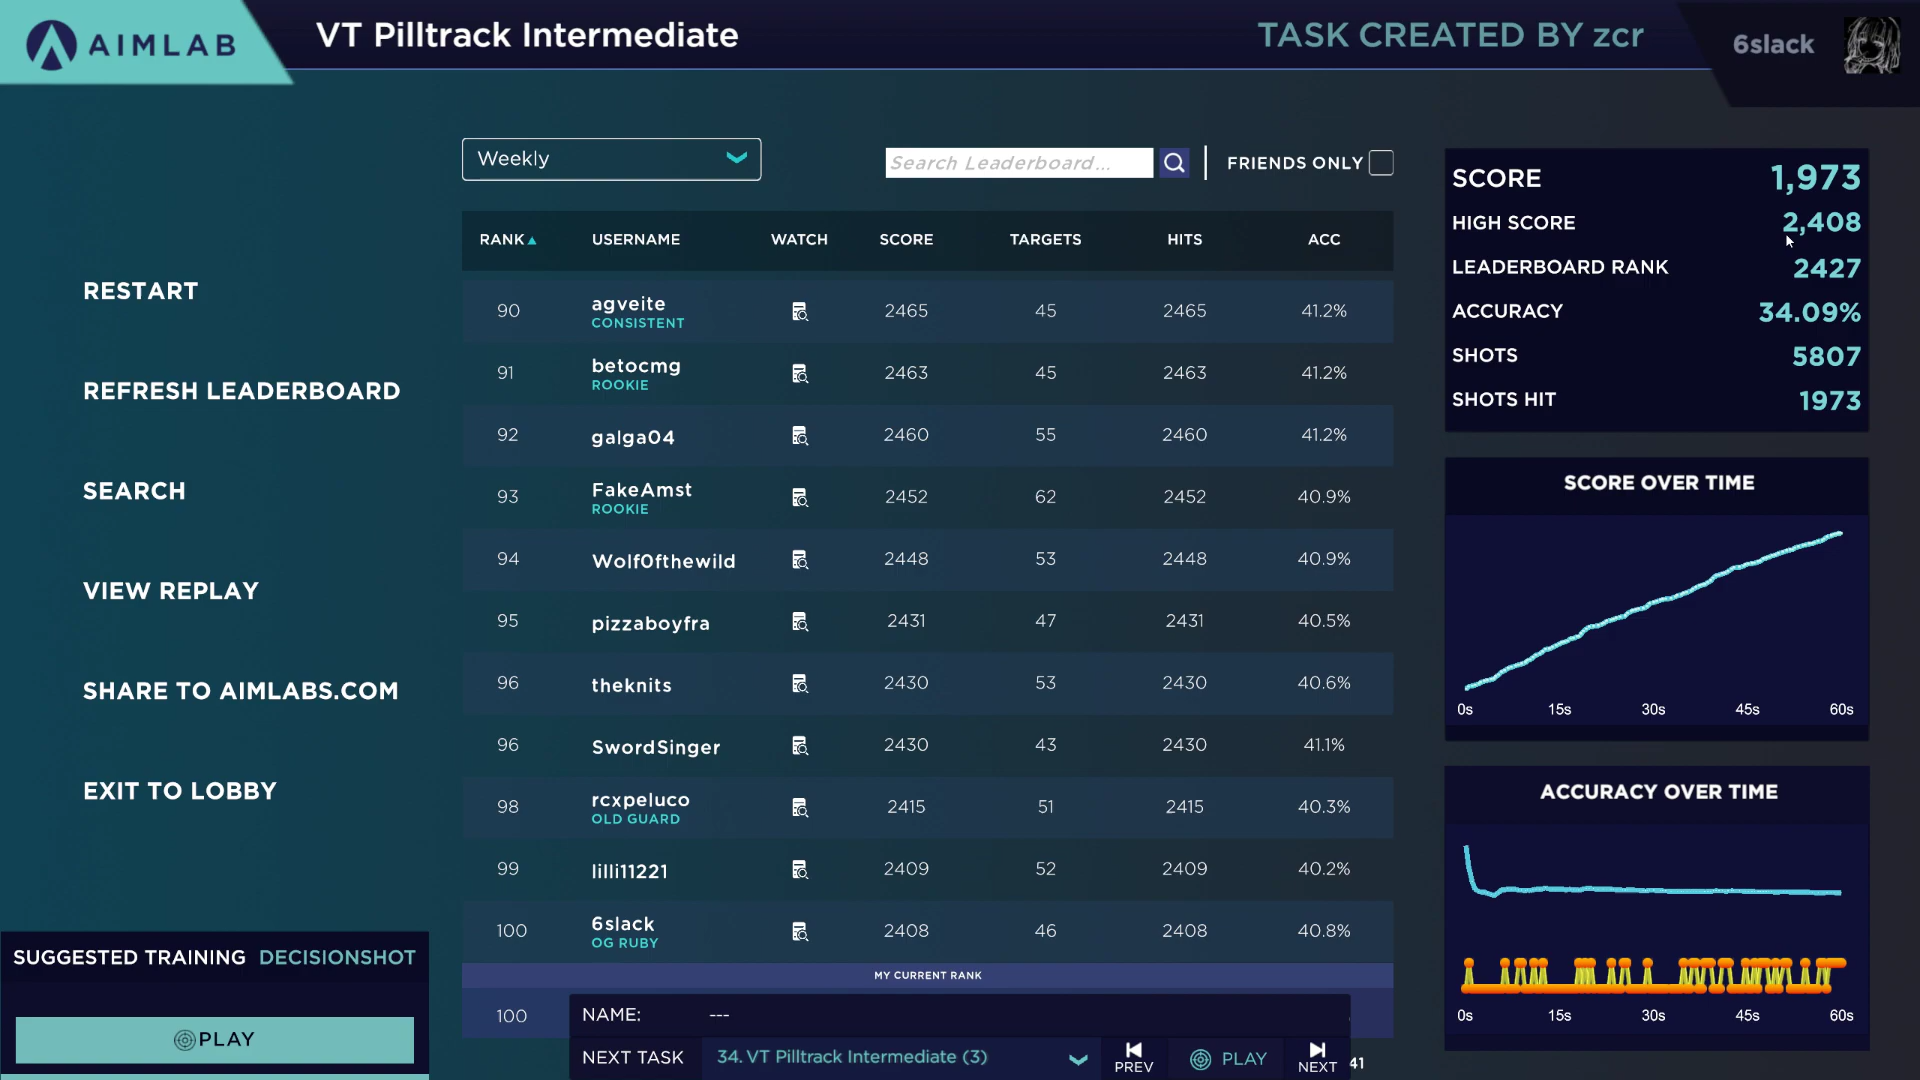 AIMLAB
VT Pilltrack Intermediate
TASK CREATED BY zcr
6slack
RESTART
REFRESH LEADERBOARD
SEARCH
VIEW REPLAY
SHARE TO AIMLABS.COM
EXIT TO LOBBY
SUGGESTED TRAINING DECISIONSHOT
PLAY
Weekly
Search Leaderboard...
FRIENDS ONLY
RANK USERNAME WATCH SCORE TARGETS HITS ACC
90 agveite CONSISTENT 2465 45 2465 41.2%
91 betocmg ROOKIE 2463 45 2463 41.2%
92 galga04 2460 55 2460 41.2%
93 FakeAmst ROOKIE 2452 62 2452 40.9%
94 Wolf0fthewild 2448 53 2448 40.9%
95 pizzaboyfra 2431 47 2431 40.5%
96 theknits 2430 53 2430 40.6%
96 SwordSinger 2430 43 2430 41.1%
98 rcxpeluco OLD GUARD 2415 51 2415 40.3%
99 lilli11221 2409 52 2409 40.2%
100 6slack OG RUBY 2408 46 2408 40.8%
MY CURRENT RANK
100
NAME: ---
NEXT TASK 34. VT Pilltrack Intermediate (3)
PREV
PLAY
NEXT
41
SCORE 1,973
HIGH SCORE 2,408
LEADERBOARD RANK 2427
ACCURACY 34.09%
SHOTS 5807
SHOTS HIT 1973
SCORE OVER TIME
0s 15s 30s 45s 60s
ACCURACY OVER TIME
0s 15s 30s 45s 60s